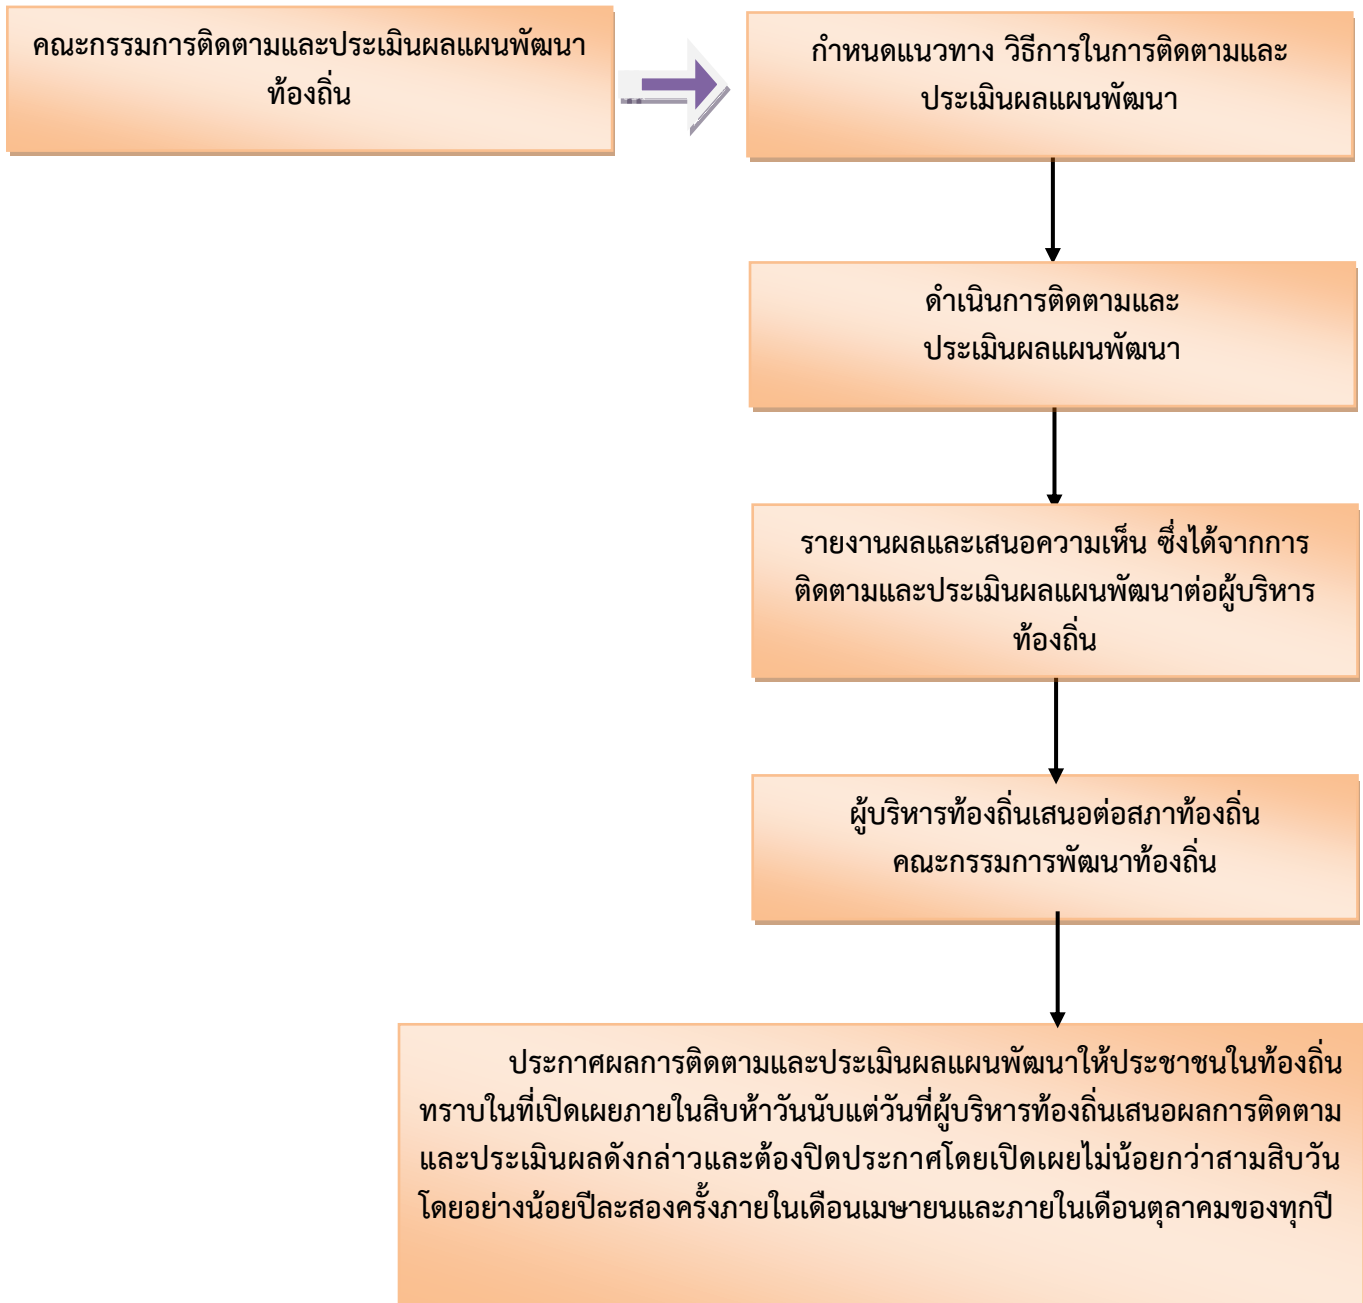 คณะกรรมการติดตามและประเมินผลแผนพัฒนา
ท้องถิ่น
กำหนดแนวทาง วิธีการในการติดตามและ
ประเมินผลแผนพัฒนา
ดำเนินการติดตามและ
ประเมินผลแผนพัฒนา
รายงานผลและเสนอความเห็น ซึ่งได้จากการ
ติดตามและประเมินผลแผนพัฒนาต่อผู้บริหาร
ท้องถิ่น
ผู้บริหารท้องถิ่นเสนอต่อสภาท้องถิ่น
คณะกรรมการพัฒนาท้องถิ่น
ประกาศผลการติดตามและประเมินผลแผนพัฒนาให้ประชาชนในท้องถิ่น
ทราบในที่เปิดเผยภายในสิบห้าวันนับแต่วันที่ผู้บริหารท้องถิ่นเสนอผลการติดตาม
และประเมินผลดังกล่าวและต้องปิดประกาศโดยเปิดเผยไม่น้อยกว่าสามสิบวัน
โดยอย่างน้อยปีละสองครั้งภายในเดือนเมษายนและภายในเดือนตุลาคมของทุกปี